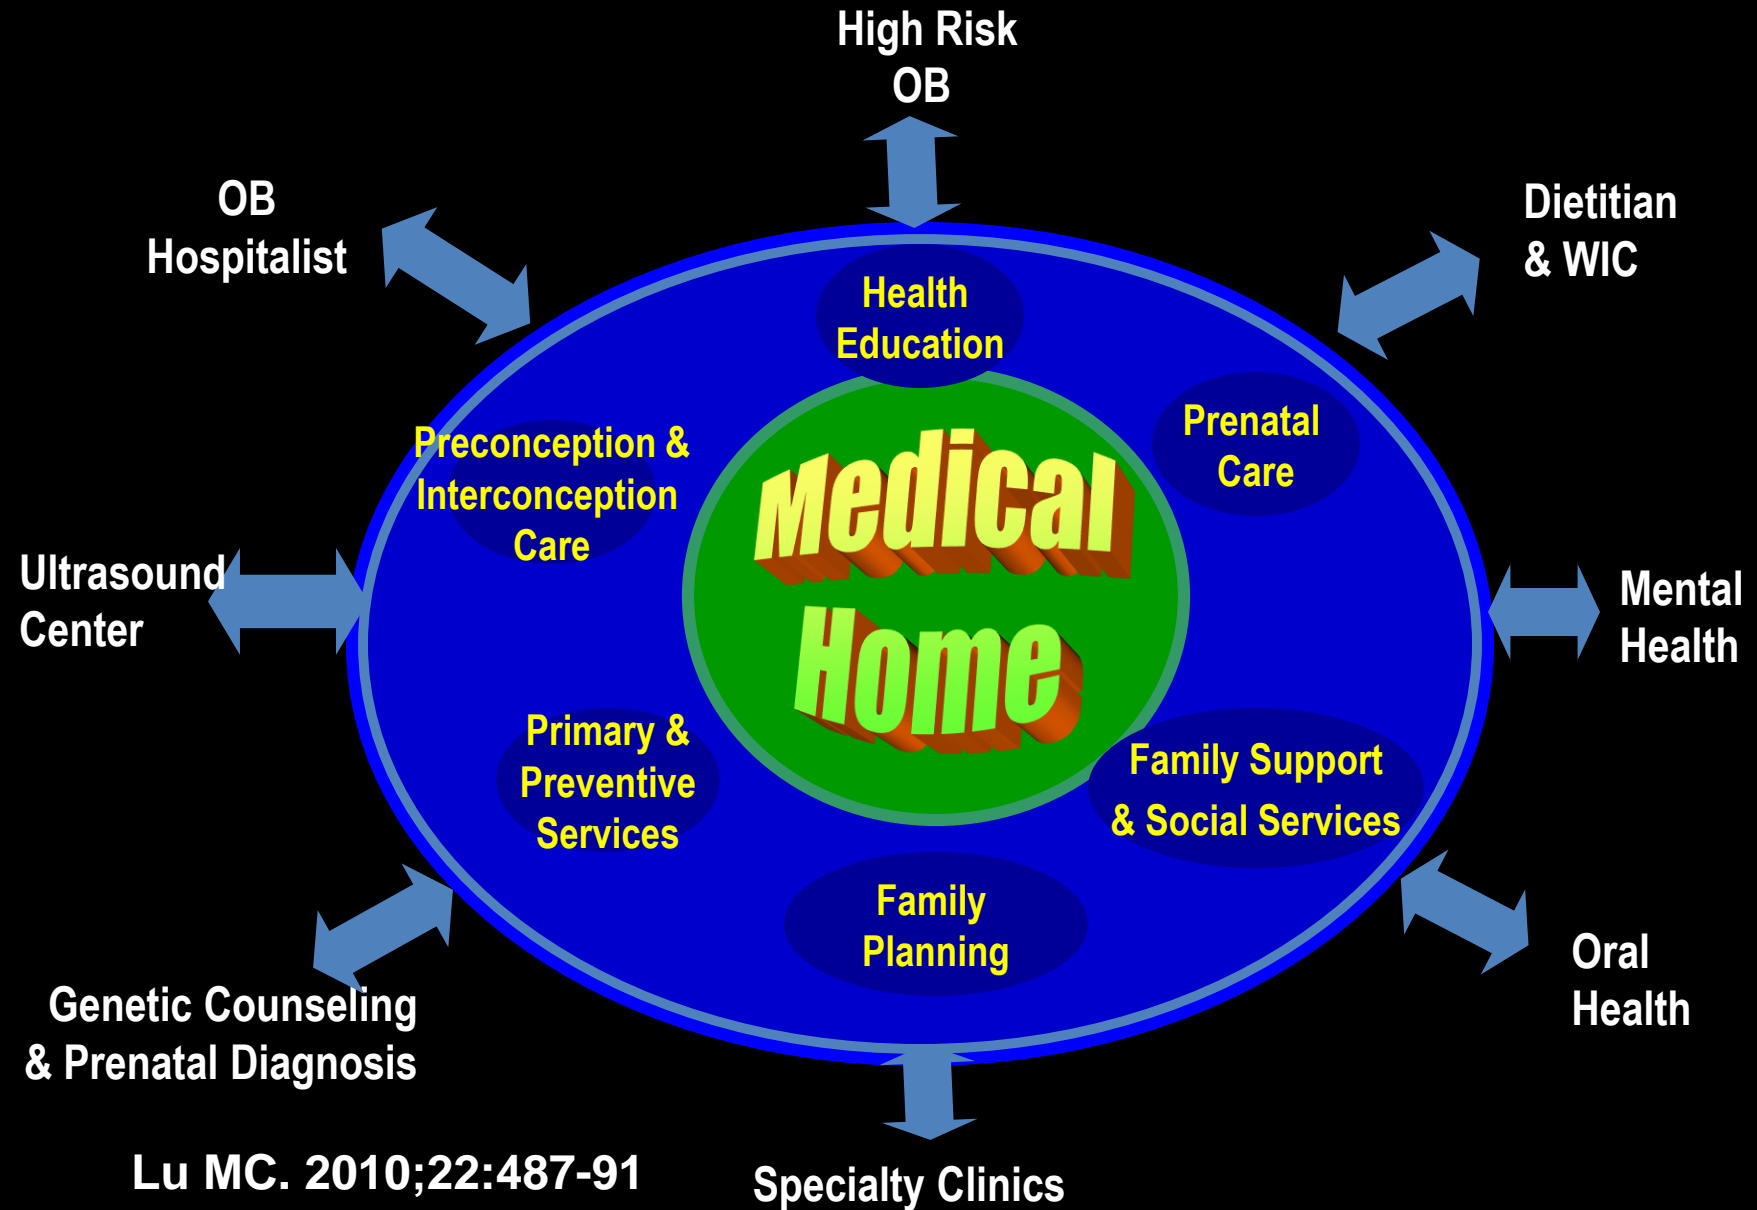 High Risk
OB
OB
Hospitalist
Dietitian
& WIC
Health
Education
Preconception &
Interconception
Care
Prenatal
Care
Medical
Home
Ultrasound
Center
Mental
Health
Primary &
Preventive
Services
Family Support
& Social Services
Family
Planning
Genetic Counseling
& Prenatal Diagnosis
Oral
Health
Lu MC. 2010;22:487-91
Specialty Clinics